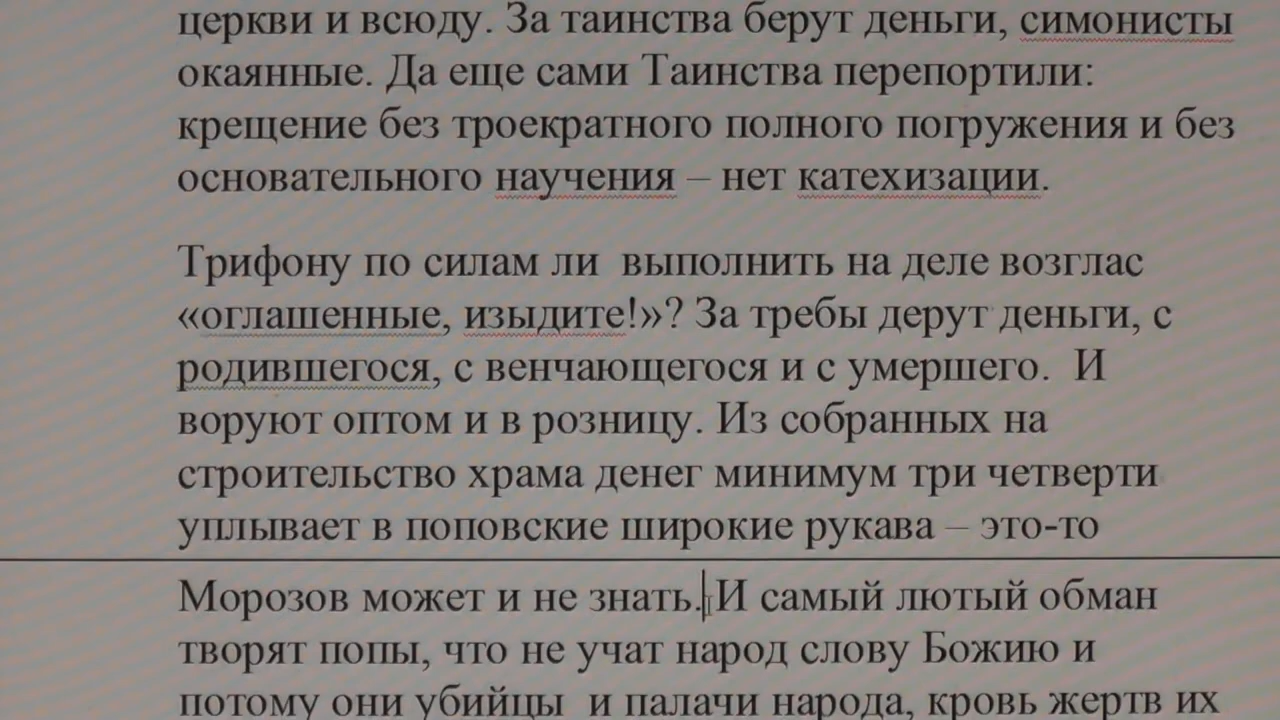 церкви и всюду. За таинства берут деньги, симонисты
окаянные. Да еще сами Таинства перепортили:
крещение без троекратного полного погружения и без
основательного научения – нет катехизации.
Трифону по силам ли выполнить на деле возглас
«оглашенные, изыдите!»? За требы дерут деньги, с
родившегося, с венчающегося и с умершего. И
воруют оптом и в розницу. Из собранных на
строительство храма денег минимум три четверти
уплывает в поповские широкие рукава – это-то
Морозов может и не знать. И самый лютый обман
творят попы, что не учат народ слову Божию и
потому они убийцы и палачи народа, кровь жертв их